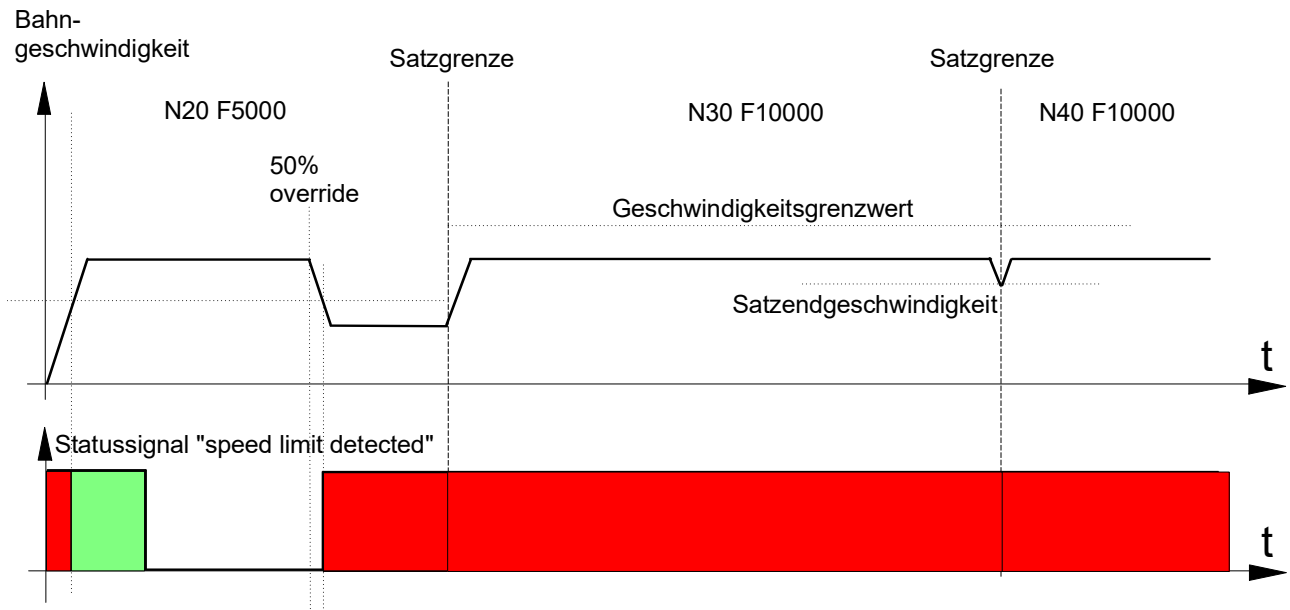 Bahn-
geschwindigkeit
Satzgrenze
Satzgrenze
N20 F5000
N30 F10000
N40 F10000
50%
override
Geschwindigkeitsgrenzwert
Satzendgeschwindigkeit
t
Statussignal "speed limit detected"
t